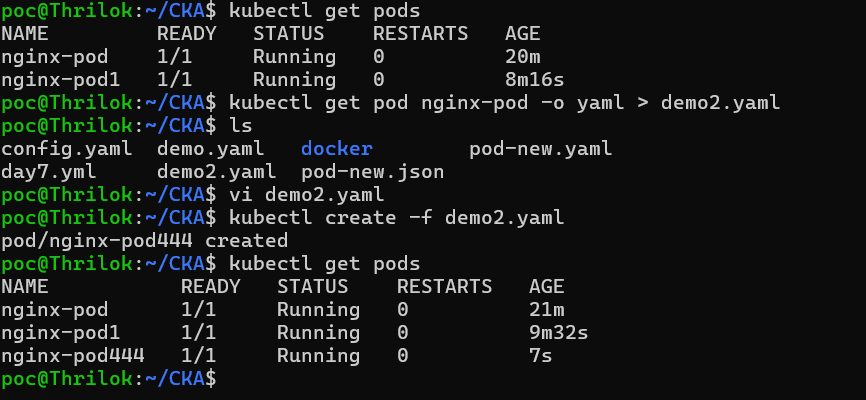 poc@Thrilok:~/CKA$ kubectl get pods
NAME         READY   STATUS    RESTARTS   AGE
nginx-pod    1/1     Running   0          20m
nginx-pod1   1/1     Running   0          8m16s
poc@Thrilok:~/CKA$ kubectl get pod nginx-pod -o yaml > demo2.yaml
poc@Thrilok:~/CKA$ ls
config.yaml  demo.yaml   docker        pod-new.yaml
day7.yml     demo2.yaml  pod-new.json
poc@Thrilok:~/CKA$ vi demo2.yaml
poc@Thrilok:~/CKA$ kubectl create -f demo2.yaml
pod/nginx-pod444 created
poc@Thrilok:~/CKA$ kubectl get pods
NAME           READY   STATUS    RESTARTS   AGE
nginx-pod      1/1     Running   0          21m
nginx-pod1     1/1     Running   0          9m32s
nginx-pod444   1/1     Running   0          7s
poc@Thrilok:~/CKA$